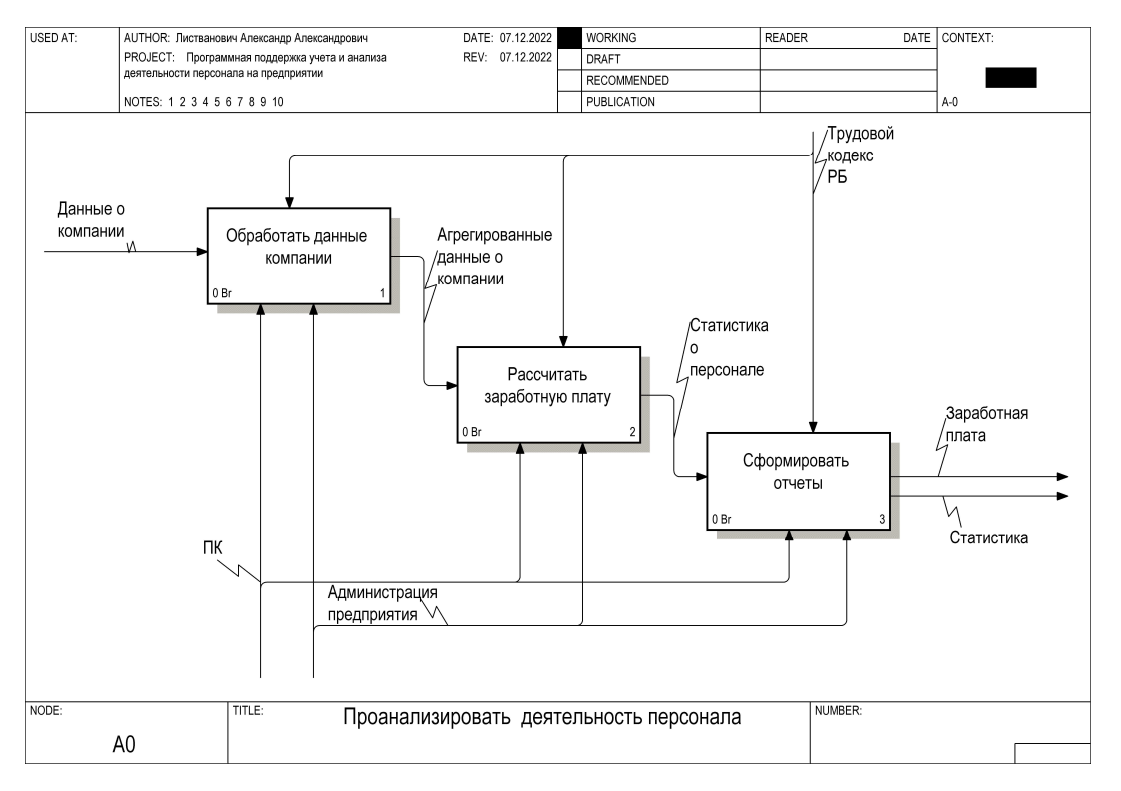 USED AT:
AUTHOR: Листванович Александр Александрович
DATE: 07.12.2022
PROJECT: Программная поддержка учета и анализа
деятельности персонала на предприятии
REV: 07.12.2022
NOTES: 1 2 3 4 5 6 7 8 9 10
WORKING
DRAFT
RECOMMENDED
PUBLICATION
READER
DATE
CONTEXT:
A-0
Трудовой
кодекс
РБ
Данные о
компании
Обработать данные
компании
0 Br
1
Агрегированные
данные о
компании
Рассчитать
заработную плату
0 Br
2
Статистика
о
персонале
Сформировать
отчеты
0 Br
3
Заработная
плата
Статистика
ПК
Администрация
предприятия
NODE:
A0
TITLE:
Проанализировать деятельность персонала
NUMBER: